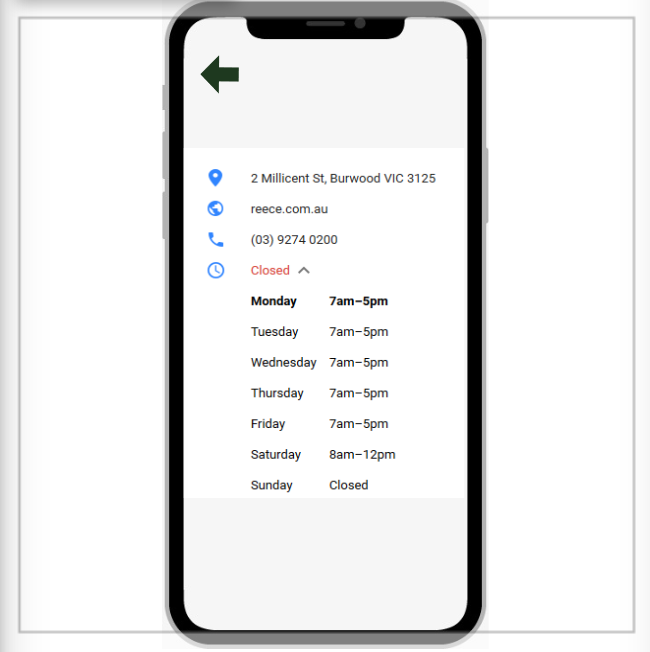 2 Millicent St, Burwood VIC 3125
reece.com.au
(03) 9274 0200
Closed
Monday 7am–5pm
Tuesday 7am–5pm
Wednesday 7am–5pm
Thursday 7am–5pm
Friday 7am–5pm
Saturday 8am–12pm
Sunday Closed